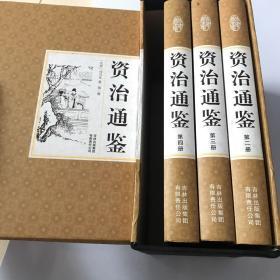 资治通鉴
资治通鉴
第四册
吉林出版集团
有限责任公司
资治通鉴
第三册
吉林出版集团
有限责任公司
资治通鉴
第二册
吉林出版集团
有限责任公司